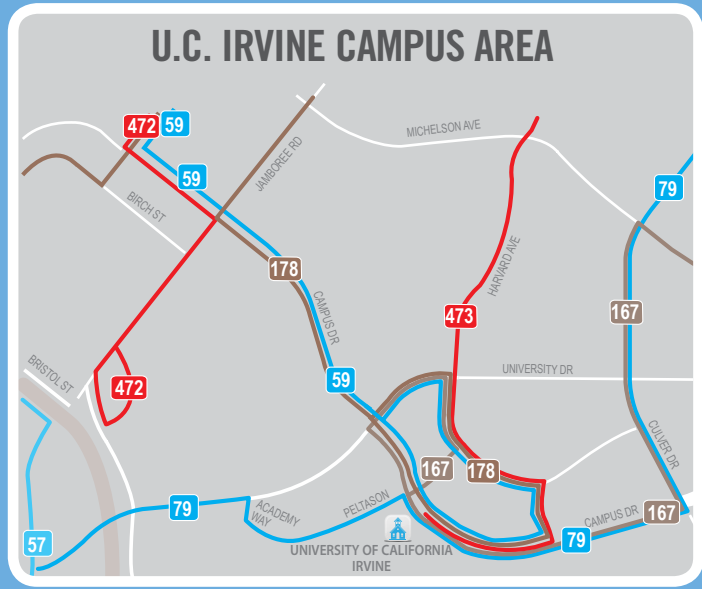 U.C. IRVINE CAMPUS AREA
472
59
MICHELSON AVE
JAMBOREE RD
59
79
BIRCH ST
178
HARVARD AVE
CAMPUS DR
167
473
BRISTOL ST
472
59
UNIVERSITY DR
CULVER DR
167
178
79
ACADEMY
WAY
PELTASON
CAMPUS DR
167
57
UNIVERSITY OF CALIFORNIA
IRVINE
79